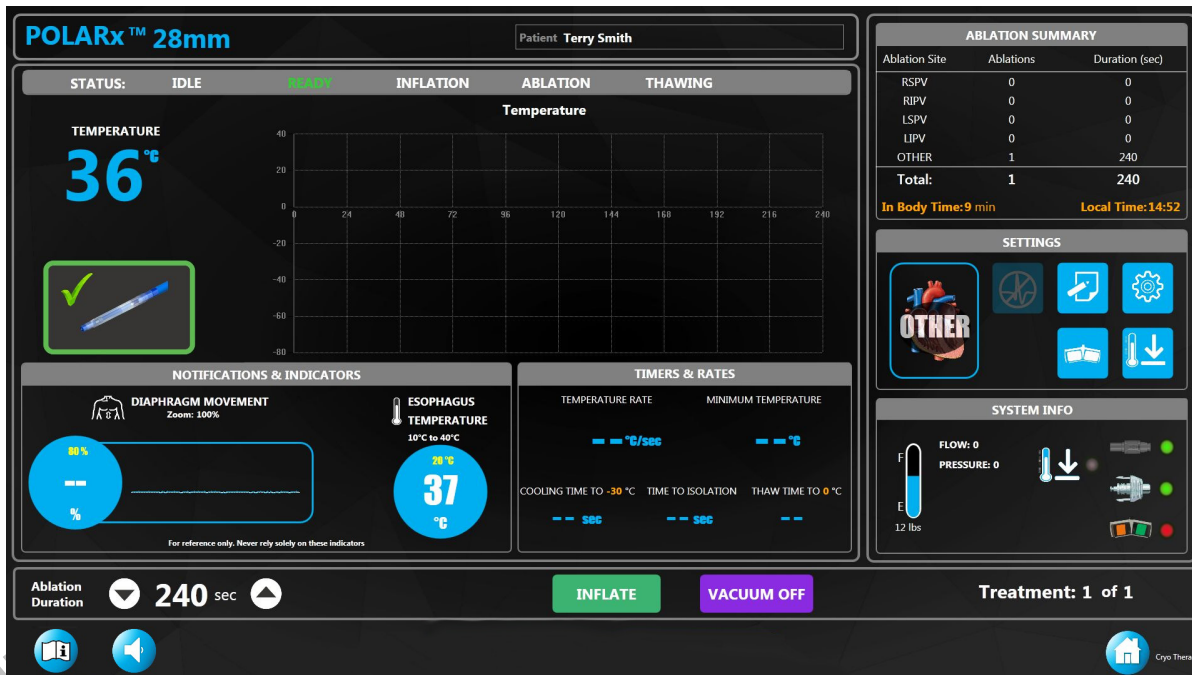 POLARx™ 28mm
Patient Terry Smith
STATUS: IDLE READY INFLATION ABLATION THAWING
TEMPERATURE
36 °C
Temperature
40
20
0
-20
-40
-60
-80
0 24 48 72 96 120 144 168 192 216 240
NOTIFICATIONS & INDICATORS
DIAPHRAGM MOVEMENT
Zoom: 100%
80 %
--
%
ESOPHAGUS
TEMPERATURE
10°C to 40°C
20 °C
37
°C
For reference only. Never rely solely on these indicators
TIMERS & RATES
TEMPERATURE RATE MINIMUM TEMPERATURE
-- °C/sec -- °C
COOLING TIME TO -30 °C TIME TO ISOLATION THAW TIME TO 0 °C
-- sec -- sec --
ABLATION SUMMARY
Ablation Site Ablations Duration (sec)
RSPV 0 0
RIPV 0 0
LSPV 0 0
LIPV 0 0
OTHER 1 240
Total: 1 240
In Body Time:9 min Local Time:14:52
SETTINGS
OTHER
SYSTEM INFO
F
E
12 lbs
FLOW: 0
PRESSURE: 0
Ablation
Duration
240 sec
INFLATE
VACUUM OFF
Treatment: 1 of 1
Cryo Thera